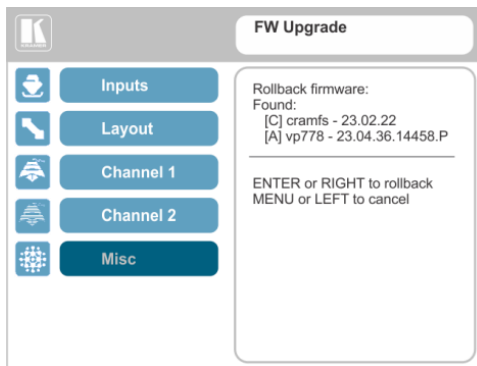 KRAMER
FW Upgrade
Inputs
Layout
Channel 1
Channel 2
Misc
Rollback firmware:
Found:
[C] cramfs - 23.02.22
[A] vp778 - 23.04.36.14458.P
ENTER or RIGHT to rollback
MENU or LEFT to cancel